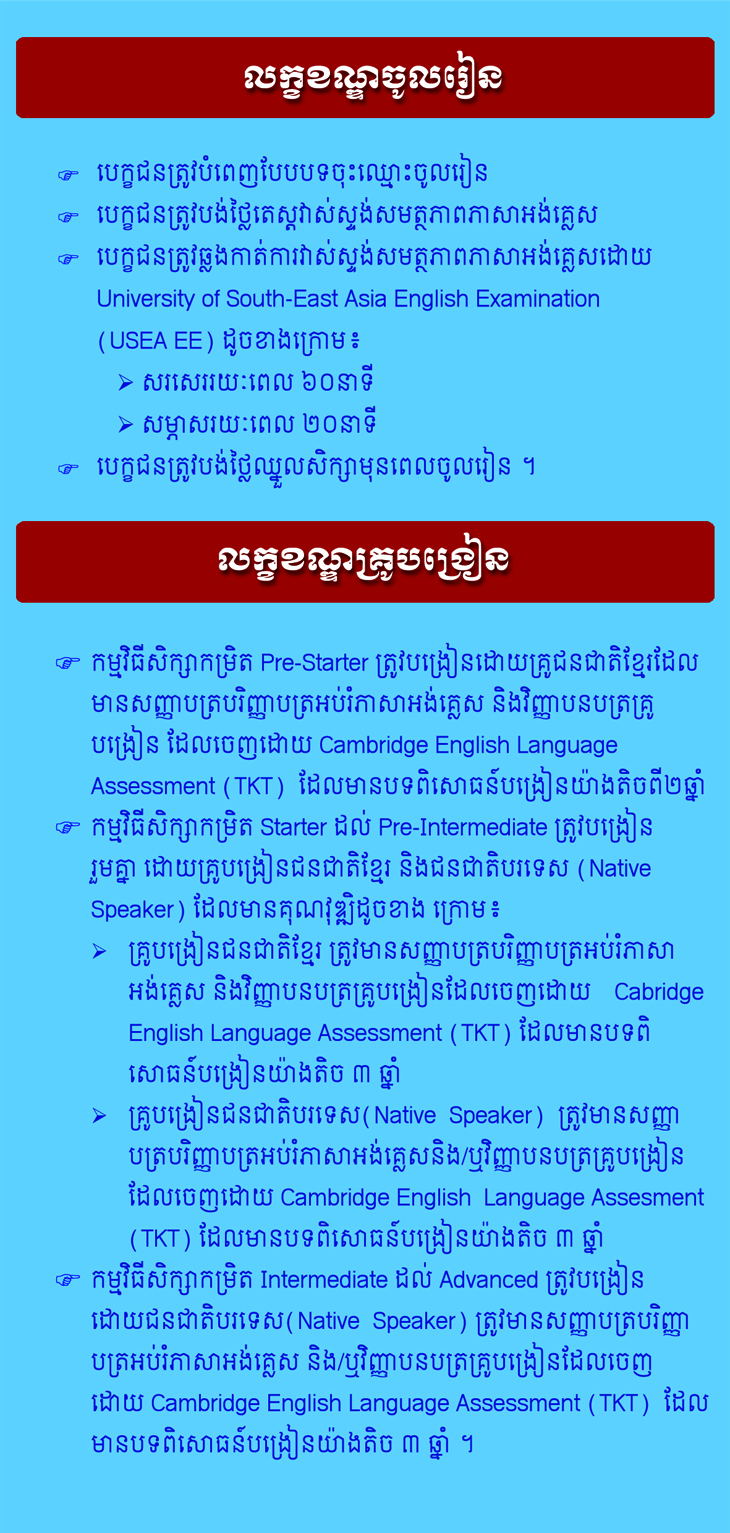 លក្ខខណ្ឌចូលរៀន
☞ បេក្ខជនត្រូវបំពេញបែបបទចុះឈ្មោះចូលរៀន
☞ បេក្ខជនត្រូវបង់ថ្លៃតេស្តវាស់ស្ទង់សមត្ថភាពភាសាអង់គ្លេស
☞ បេក្ខជនត្រូវឆ្លងកាត់ការវាស់ស្ទង់សមត្ថភាពភាសាអង់គ្លេសដោយ
University of South-East Asia English Examination
(USEA EE) ដូចខាងក្រោម៖
➢ សរសេររយៈពេល ៦០នាទី
➢ សម្ភាសរយៈពេល ២០នាទី
☞ បេក្ខជនត្រូវបង់ថ្លៃឈ្នួលសិក្សាមុនពេលចូលរៀន ។
លក្ខខណ្ឌគ្រូបង្រៀន
☞ កម្មវិធីសិក្សាកម្រិត Pre-Starter ត្រូវបង្រៀនដោយគ្រូជនជាតិខ្មែរដែល
មានសញ្ញាបត្របរិញ្ញាបត្រអប់រំភាសាអង់គ្លេស និងវិញ្ញាបនបត្រគ្រូ
បង្រៀន ដែលចេញដោយ Cambridge English Language
Assessment (TKT) ដែលមានបទពិសោធន៍បង្រៀនយ៉ាងតិចពី២ឆ្នាំ
☞ កម្មវិធីសិក្សាកម្រិត Starter ដល់ Pre-Intermediate ត្រូវបង្រៀន
រួមគ្នា ដោយគ្រូបង្រៀនជនជាតិខ្មែរ និងជនជាតិបរទេស (Native
Speaker) ដែលមានគុណវុឌ្ឍិដូចខាង ក្រោម៖
➢ គ្រូបង្រៀនជនជាតិខ្មែរ ត្រូវមានសញ្ញាបត្របរិញ្ញាបត្រអប់រំភាសា
អង់គ្លេស និងវិញ្ញាបនបត្រគ្រូបង្រៀនដែលចេញដោយ Cabridge
English Language Assessment (TKT) ដែលមានបទពិ
សោធន៍បង្រៀនយ៉ាងតិច ៣ ឆ្នាំ
➢ គ្រូបង្រៀនជនជាតិបរទេស(Native Speaker) ត្រូវមានសញ្ញា
បត្របរិញ្ញាបត្រអប់រំភាសាអង់គ្លេសនិង/ឬវិញ្ញាបនបត្រគ្រូបង្រៀន
ដែលចេញដោយ Cambridge English Language Assesment
(TKT) ដែលមានបទពិសោធន៍បង្រៀនយ៉ាងតិច ៣ ឆ្នាំ
☞ កម្មវិធីសិក្សាកម្រិត Intermediate ដល់ Advanced ត្រូវបង្រៀន
ដោយជនជាតិបរទេស(Native Speaker) ត្រូវមានសញ្ញាបត្របរិញ្ញា
បត្រអប់រំភាសាអង់គ្លេស និង/ឬវិញ្ញាបនបត្រគ្រូបង្រៀនដែលចេញ
ដោយ Cambridge English Language Assessment (TKT) ដែល
មានបទពិសោធន៍បង្រៀនយ៉ាងតិច ៣ ឆ្នាំ ។